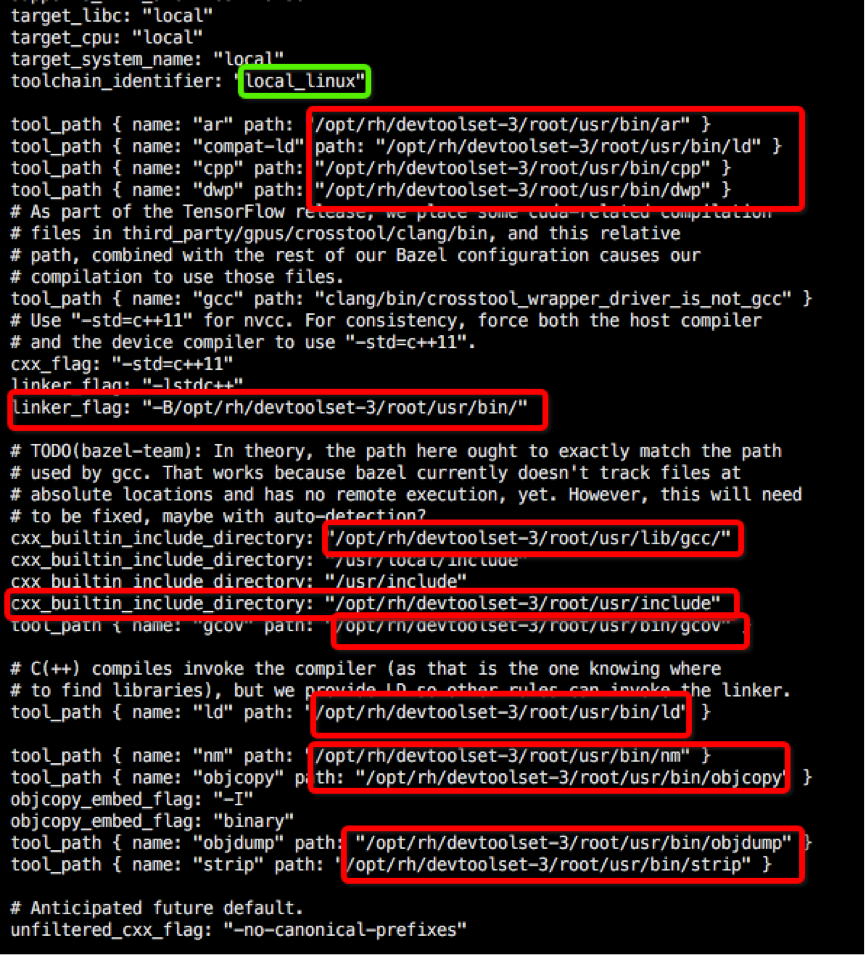 target_libc: "local"
target_cpu: "local"
target_system_name: "local"
toolchain_identifier: "local_linux"
tool_path { name: "ar" path: "/opt/rh/devtoolset-3/root/usr/bin/ar" }
tool_path { name: "compat-ld" path: "/opt/rh/devtoolset-3/root/usr/bin/ld" }
tool_path { name: "cpp" path: "/opt/rh/devtoolset-3/root/usr/bin/cpp" }
tool_path { name: "dwp" path: "/opt/rh/devtoolset-3/root/usr/bin/dwp" }
# As part of the TensorFlow release, we place some cuda-related compilation
# files in third_party/gpus/crosstool/clang/bin, and this relative
# path, combined with the rest of our Bazel configuration causes our
# compilation to use those files.
tool_path { name: "gcc" path: "clang/bin/crosstool_wrapper_driver_is_not_gcc" }
# Use "-std=c++11" for nvcc. For consistency, force both the host compiler
# and the device compiler to use "-std=c++11".
cxx_flag: "-std=c++11"
linker_flag: "-lstdc++"
linker_flag: "-B/opt/rh/devtoolset-3/root/usr/bin/"
# TODO(bazel-team): In theory, the path here ought to exactly match the path
# used by gcc. That works because bazel currently doesn't track files at
# absolute locations and has no remote execution, yet. However, this will need
# to be fixed, maybe with auto-detection?
cxx_builtin_include_directory: "/opt/rh/devtoolset-3/root/usr/lib/gcc/"
cxx_builtin_include_directory: "/usr/local/include"
cxx_builtin_include_directory: "/usr/include"
cxx_builtin_include_directory: "/opt/rh/devtoolset-3/root/usr/include"
tool_path { name: "gcov" path: "/opt/rh/devtoolset-3/root/usr/bin/gcov" }
# C(++) compiles invoke the compiler (as that is the one knowing where
# to find libraries), but we provide LD so other rules can invoke the linker.
tool_path { name: "ld" path: "/opt/rh/devtoolset-3/root/usr/bin/ld" }
tool_path { name: "nm" path: "/opt/rh/devtoolset-3/root/usr/bin/nm" }
tool_path { name: "objcopy" path: "/opt/rh/devtoolset-3/root/usr/bin/objcopy" }
objcopy_embed_flag: "-I"
objcopy_embed_flag: "binary"
tool_path { name: "objdump" path: "/opt/rh/devtoolset-3/root/usr/bin/objdump" }
tool_path { name: "strip" path: "/opt/rh/devtoolset-3/root/usr/bin/strip" }
# Anticipated future default.
unfiltered_cxx_flag: "-no-canonical-prefixes"